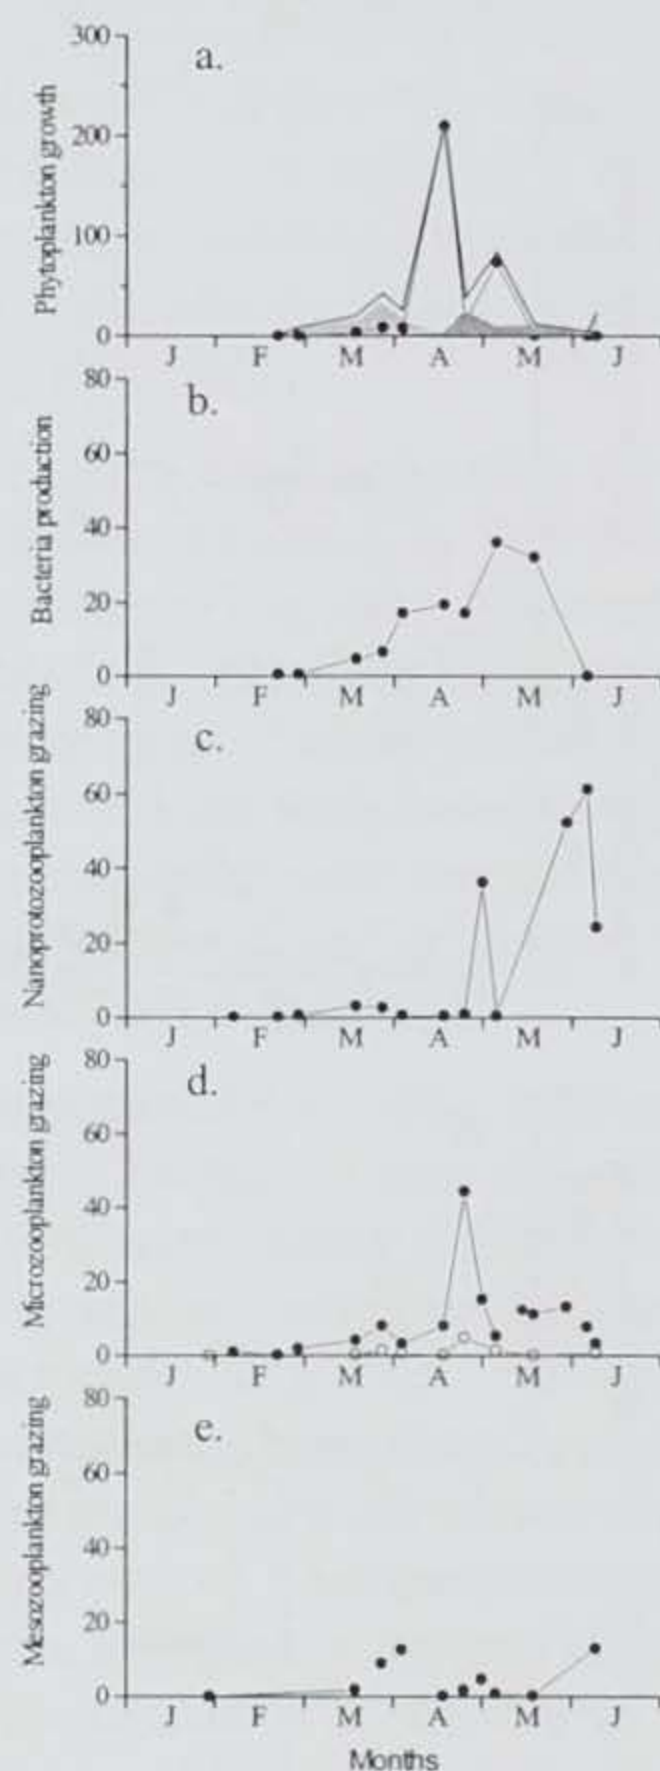 a.
Phytoplankton growth
300
200
100
0
J F M A M J
b.
Bacteria production
80
60
40
20
0
J F M A M J
c.
Nanoprotozooplankton grazing
80
60
40
20
0
J F M A M J
d.
Microzooplankton grazing
80
60
40
20
0
J F M A M J
e.
Mesozooplankton grazing
80
60
40
20
0
J F M A M J
Months